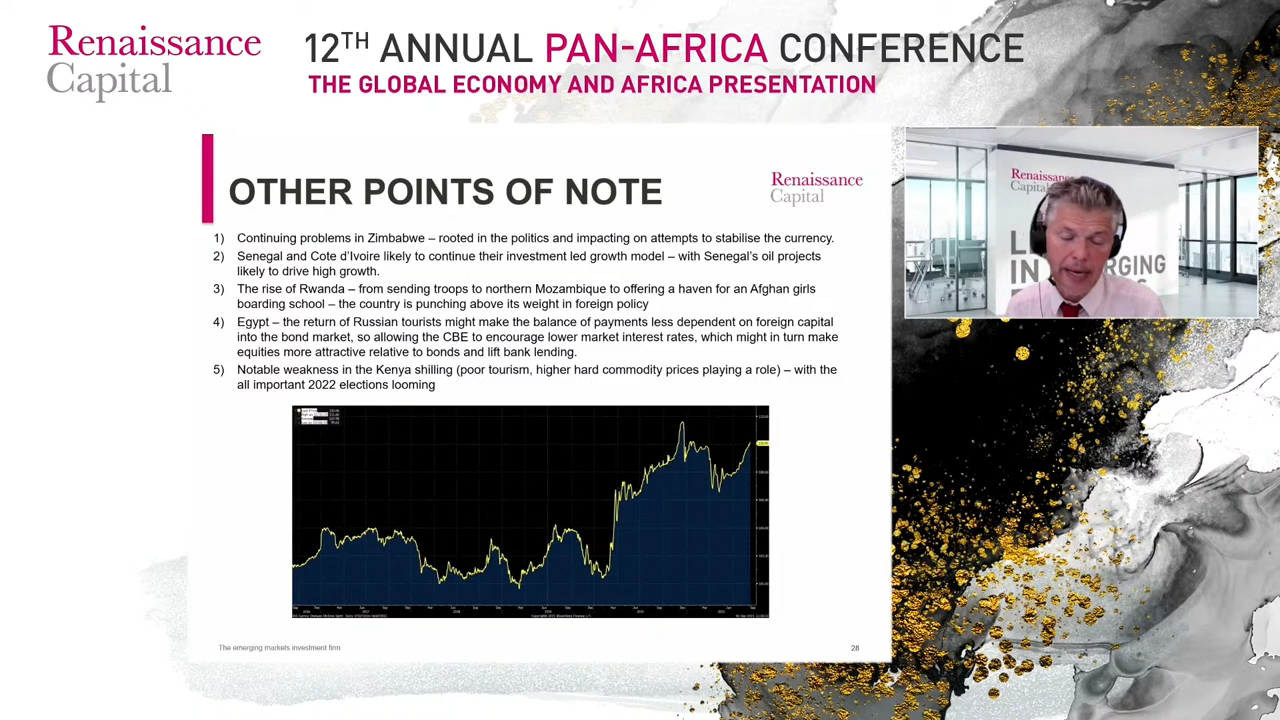 Renaissance
Capital
12TH ANNUAL PAN-AFRICA CONFERENCE
THE GLOBAL ECONOMY AND AFRICA PRESENTATION
OTHER POINTS OF NOTE
Renaissance
Capital
1) Continuing problems in Zimbabwe – rooted in the politics and impacting on attempts to stabilise the currency.
2) Senegal and Cote d'Ivoire likely to continue their investment led growth model – with Senegal's oil projects
likely to drive high growth.
3) The rise of Rwanda – from sending troops to northern Mozambique to offering a haven for an Afghan girls
boarding school – the country is punching above its weight in foreign policy
4) Egypt – the return of Russian tourists might make the balance of payments less dependent on foreign capital
into the bond market, so allowing the CBE to encourage lower market interest rates, which might in turn make
equities more attractive relative to bonds and lift bank lending.
5) Notable weakness in the Kenya shilling (poor tourism, higher hard commodity prices playing a role) – with the
all important 2022 elections looming
The emerging markets investment firm
28
Renaissance
Capital
IN